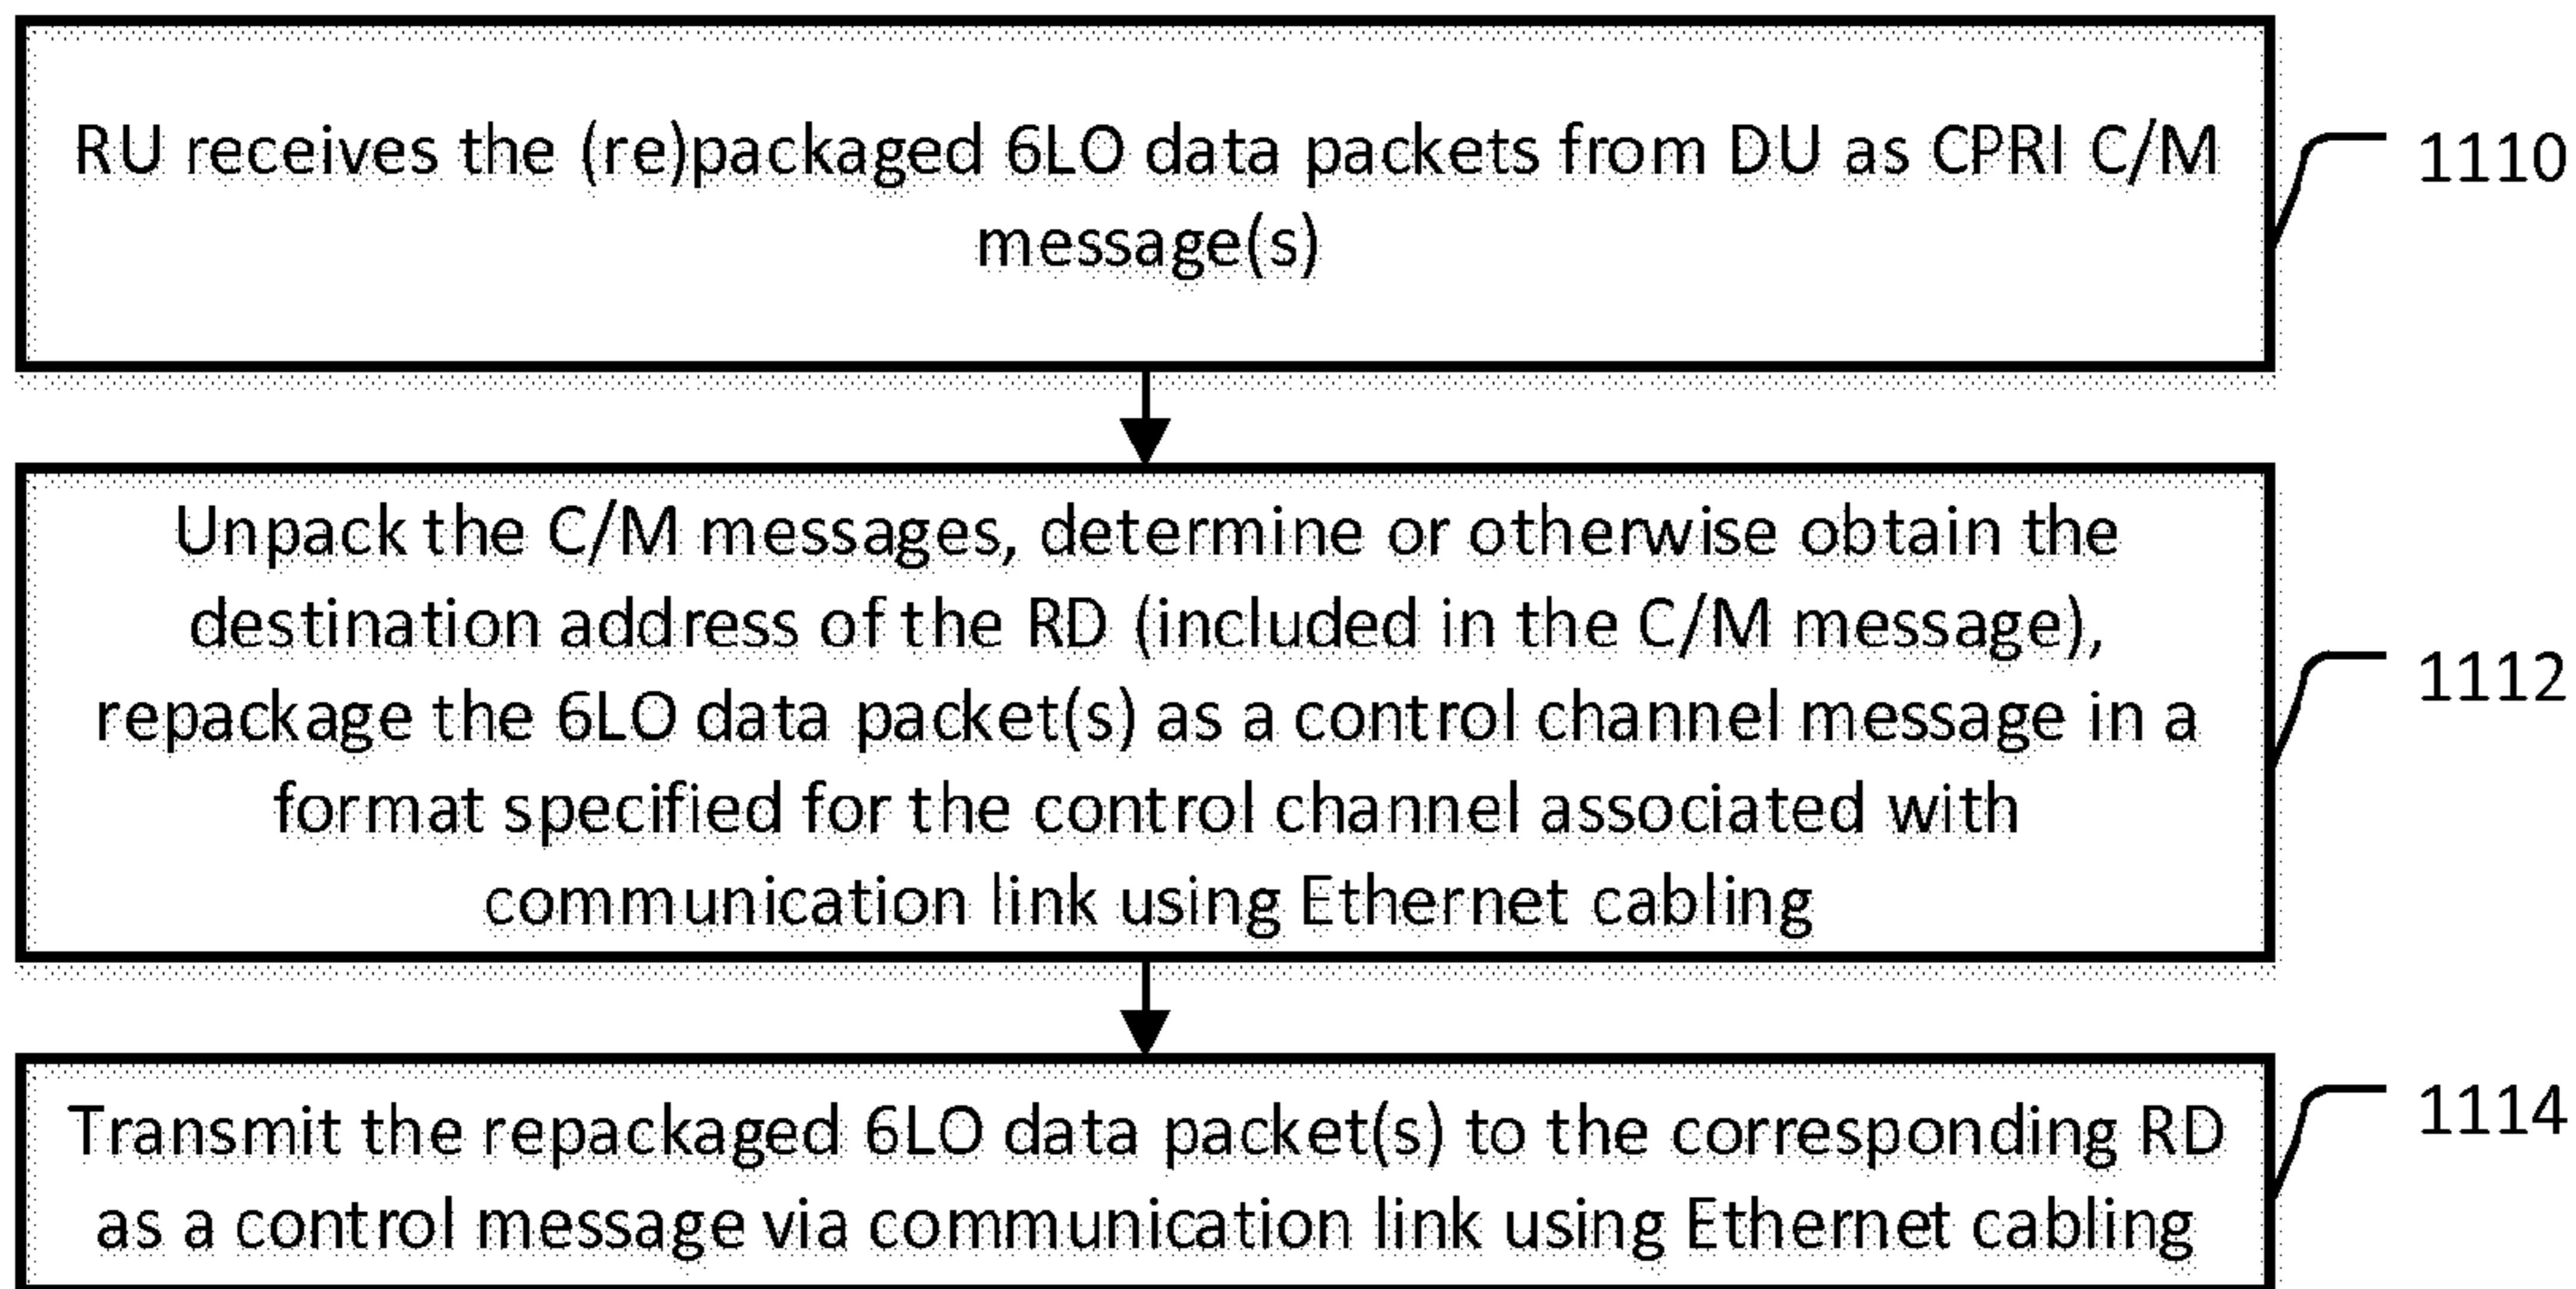 RU receives the (re)packaged 6LO data packets from DU as CPRI C/M
message(s)
1110
Unpack the C/M messages, determine or otherwise obtain the
destination address of the RD (included in the C/M message),
repackage the 6LO data packet(s) as a control channel message in a
format specified for the control channel associated with
communication link using Ethernet cabling
1112
Transmit the repackaged 6LO data packet(s) to the corresponding RD
as a control message via communication link using Ethernet cabling
1114